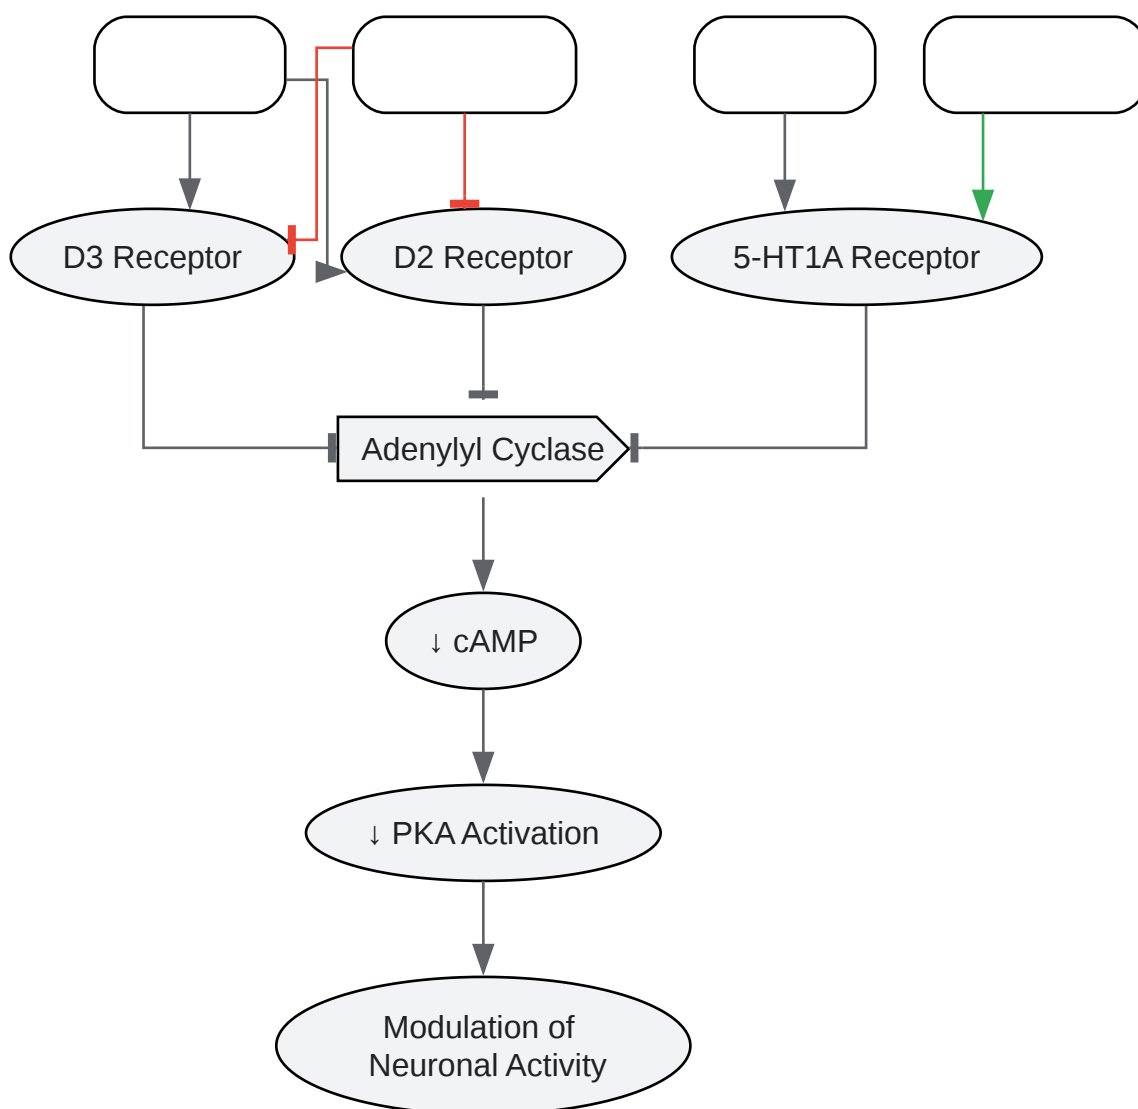 D3 Receptor
D2 Receptor
5-HT1A Receptor
Adenylyl Cyclase
↓ cAMP
↓ PKA Activation
Modulation of
Neuronal Activity